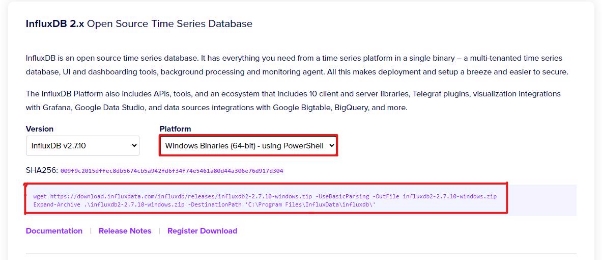 InfluxDB 2.x Open Source Time Series Database
InfluxDB is an open source time series database. It has everything you need from a time series platform in a single binary – a multi-tenanted time series
database, UI and dashboarding tools, background processing and monitoring agent. All this makes deployment and setup a breeze and easier to secure.
The InfluxDB Platform also includes APIs, tools, and an ecosystem that includes 10 client and server libraries, Telegraf plugins, visualization integrations
with Grafana, Google Data Studio, and data sources integrations with Google Bigtable, BigQuery, and more.
Version Platform
InfluxDB v2.7.10 Windows Binaries (64-bit) - using PowerShell
SHA256:
wget https://download.influxdata.com/influxdb/releases/influxdb2-2.7.10-windows.zip -UseBasicParsing -OutFile influxdb2-2.7.10-windows.zip
Expand-Archive .\influxdb2-2.7.10-windows.zip -DestinationPath 'C:\Program Files\InfluxData\influxdb\'
Documentation | Release Notes | Register Download